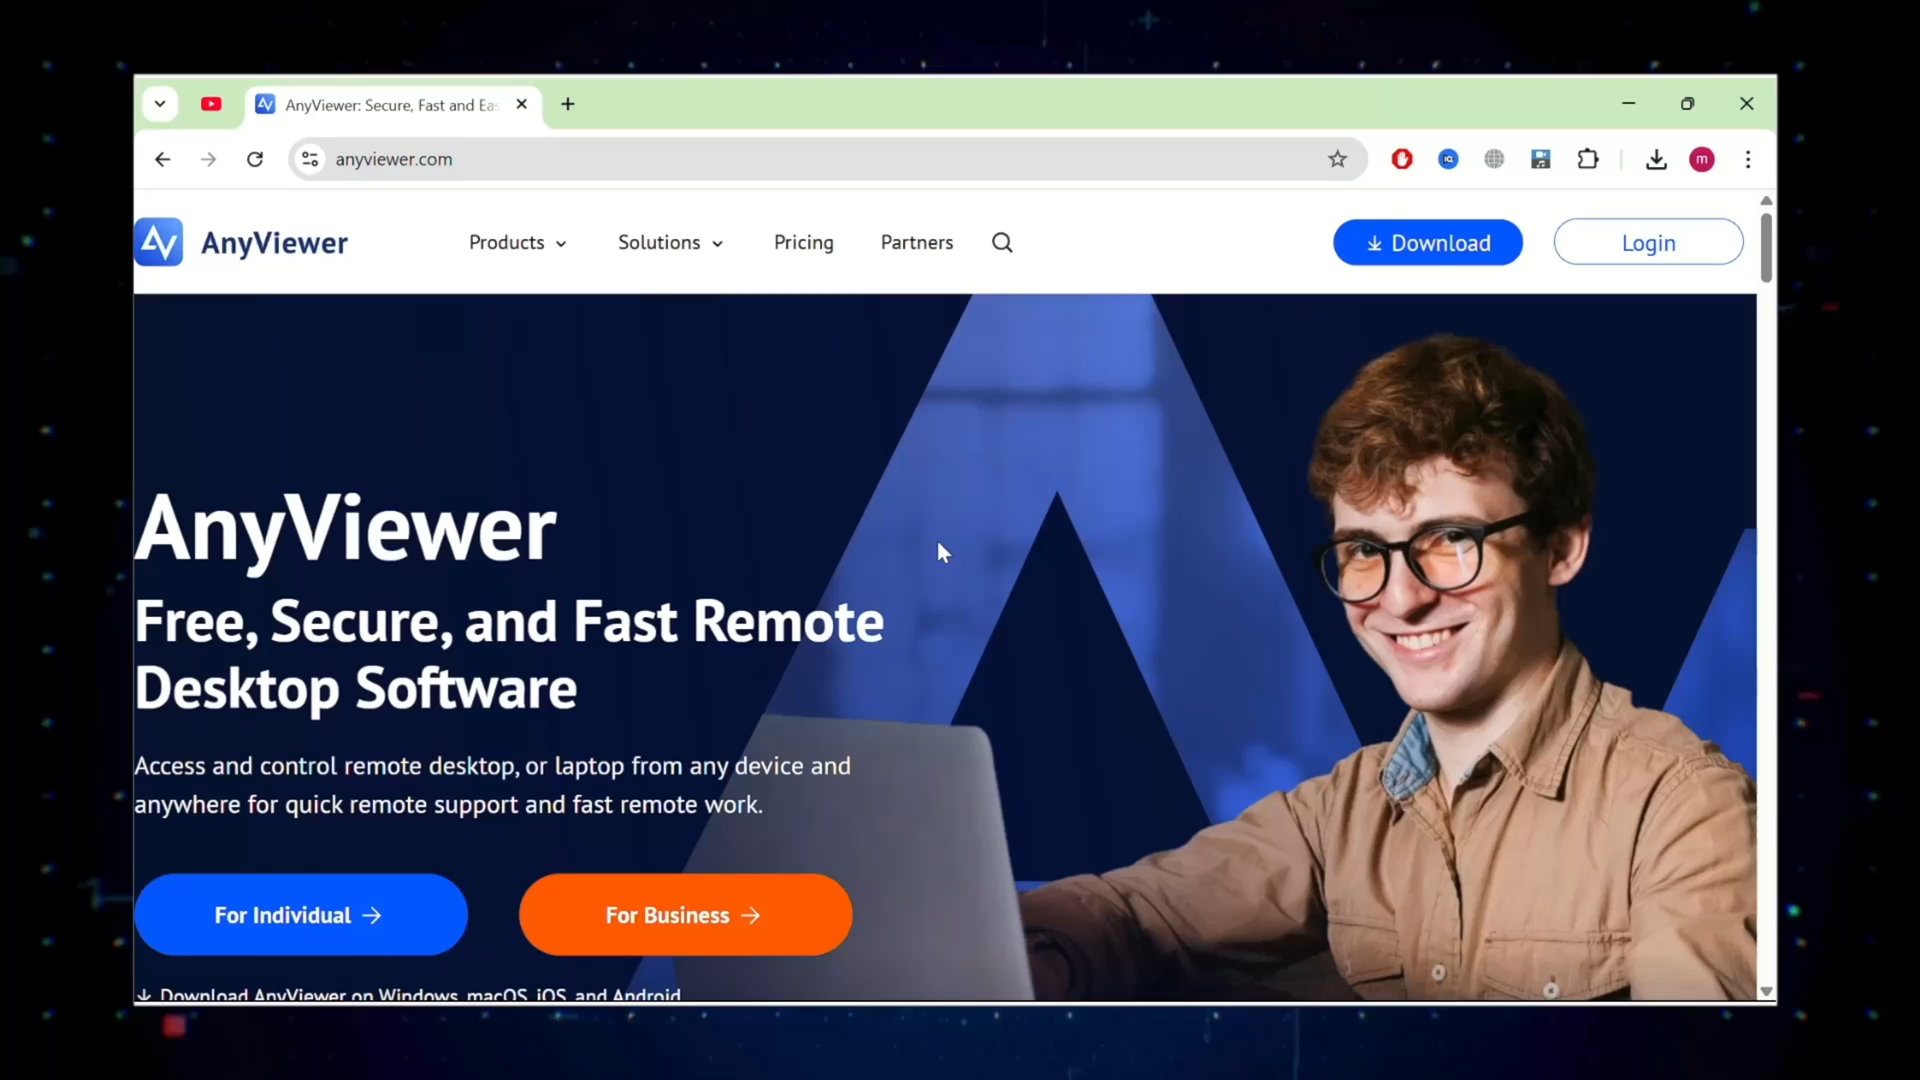 AnyViewer: Secure, Fast and Eas
anyviewer.com
m
AnyViewer
Products
Solutions
Pricing
Partners
Download
Login
AnyViewer
Free, Secure, and Fast Remote
Desktop Software
Access and control remote desktop, or laptop from any device and
anywhere for quick remote support and fast remote work.
For Individual →
For Business →
Download AnyViewer on Windows, macOS, iOS, and Android